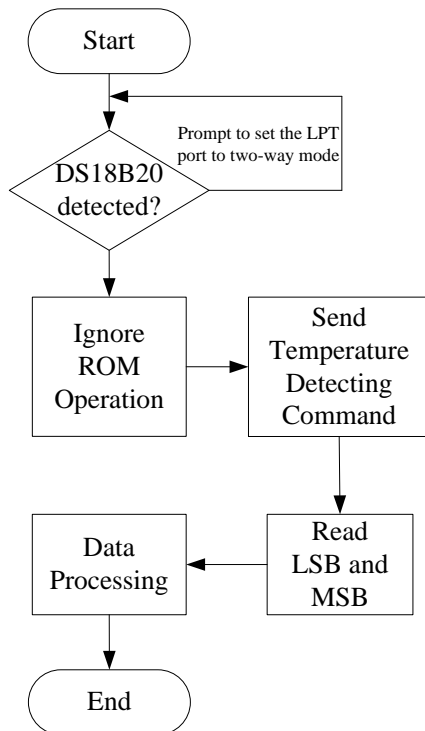 Start
Prompt to set the LPT
port to two-way mode
DS18B20
detected?
Ignore
ROM
Operation
Send
Temperature
Detecting
Command
Read
LSB and
MSB
Data
Processing
End